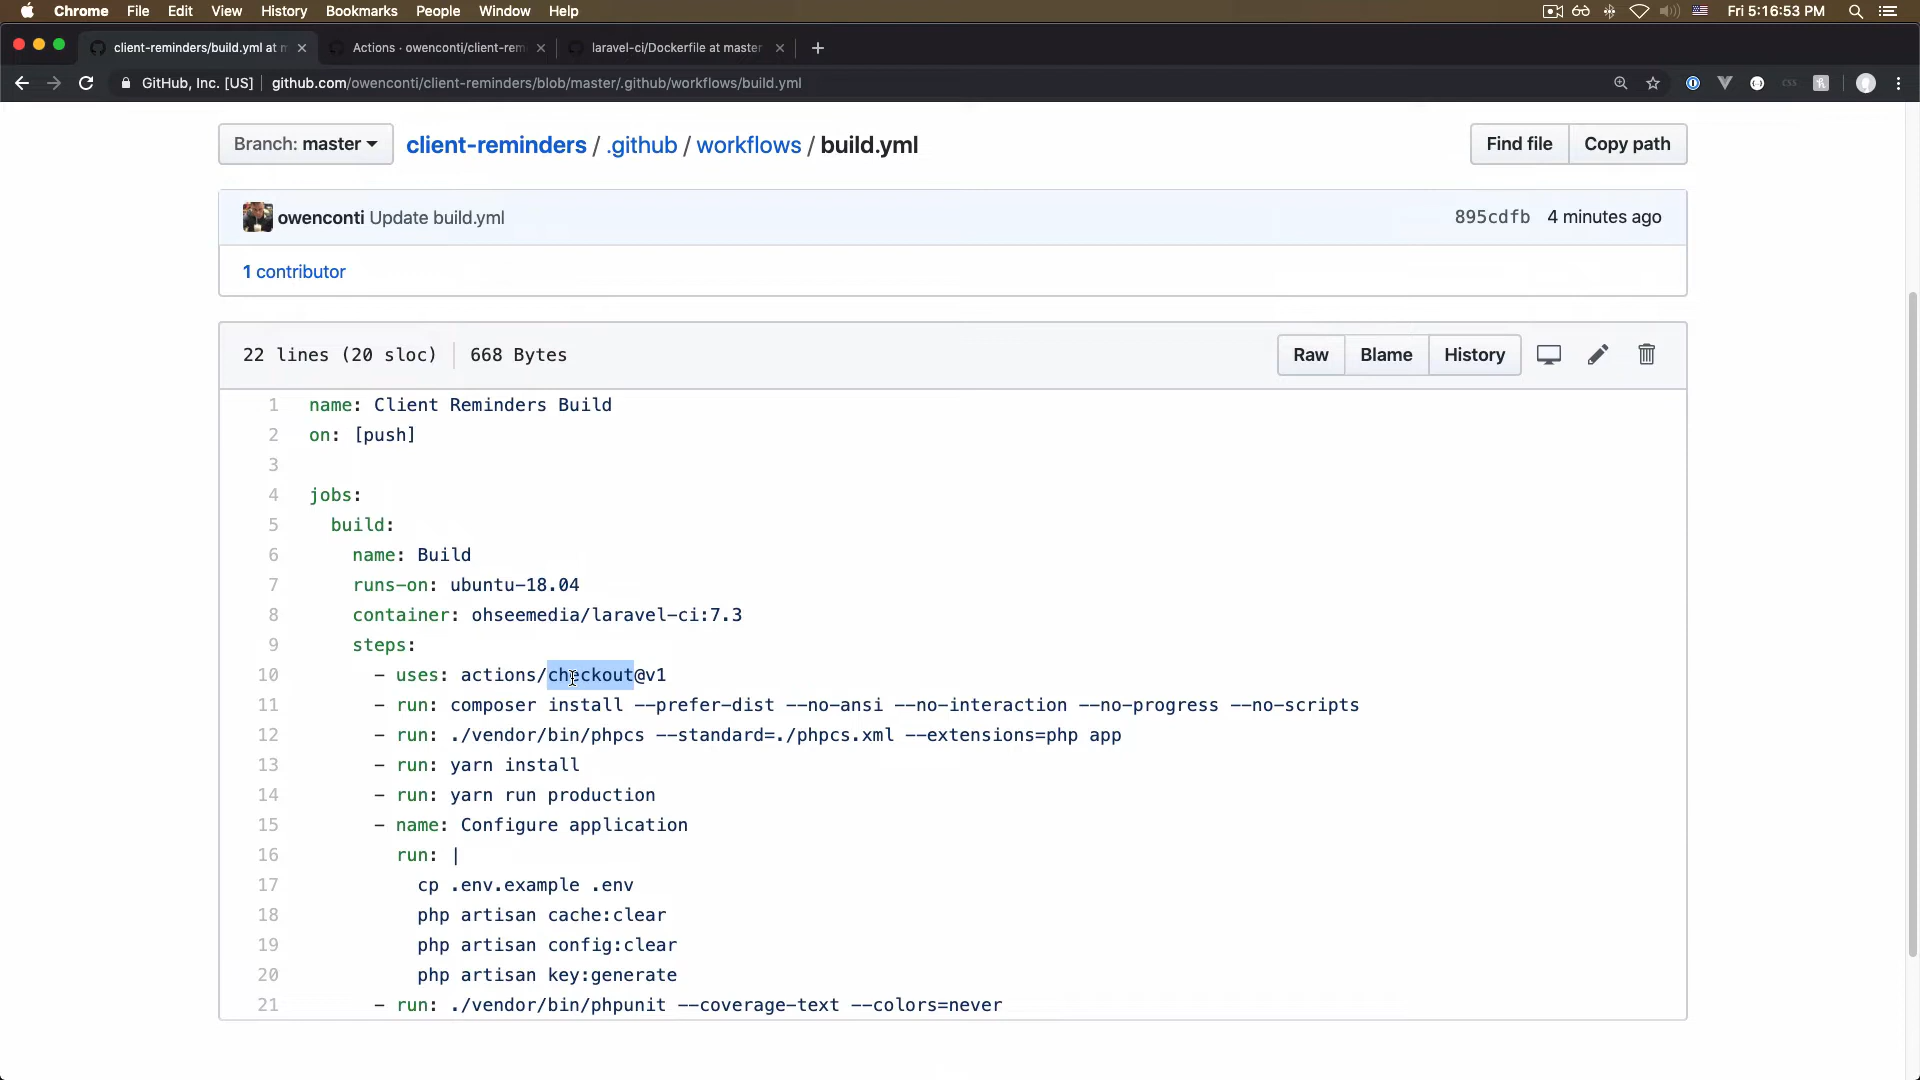 Chrome File Edit View History Bookmarks People Window Help Fri 5:16:53 PM
client-reminders/build.yml at m Actions · owenconti/client-rem laravel-ci/Dockerfile at master
GitHub, Inc. [US] github.com/owenconti/client-reminders/blob/master/.github/workflows/build.yml
Branch: master client-reminders / .github / workflows / build.yml Find file Copy path
owenconti Update build.yml 895cdfb 4 minutes ago
1 contributor
22 lines (20 sloc) 668 Bytes Raw Blame History
1 name: Client Reminders Build
2 on: [push]
3
4 jobs:
5 build:
6 name: Build
7 runs-on: ubuntu-18.04
8 container: ohseemedia/laravel-ci:7.3
9 steps:
10 - uses: actions/checkout@v1
11 - run: composer install --prefer-dist --no-ansi --no-interaction --no-progress --no-scripts
12 - run: ./vendor/bin/phpcs --standard=./phpcs.xml --extensions=php app
13 - run: yarn install
14 - run: yarn run production
15 - name: Configure application
16 run: |
17 cp .env.example .env
18 php artisan cache:clear
19 php artisan config:clear
20 php artisan key:generate
21 - run: ./vendor/bin/phpunit --coverage-text --colors=never